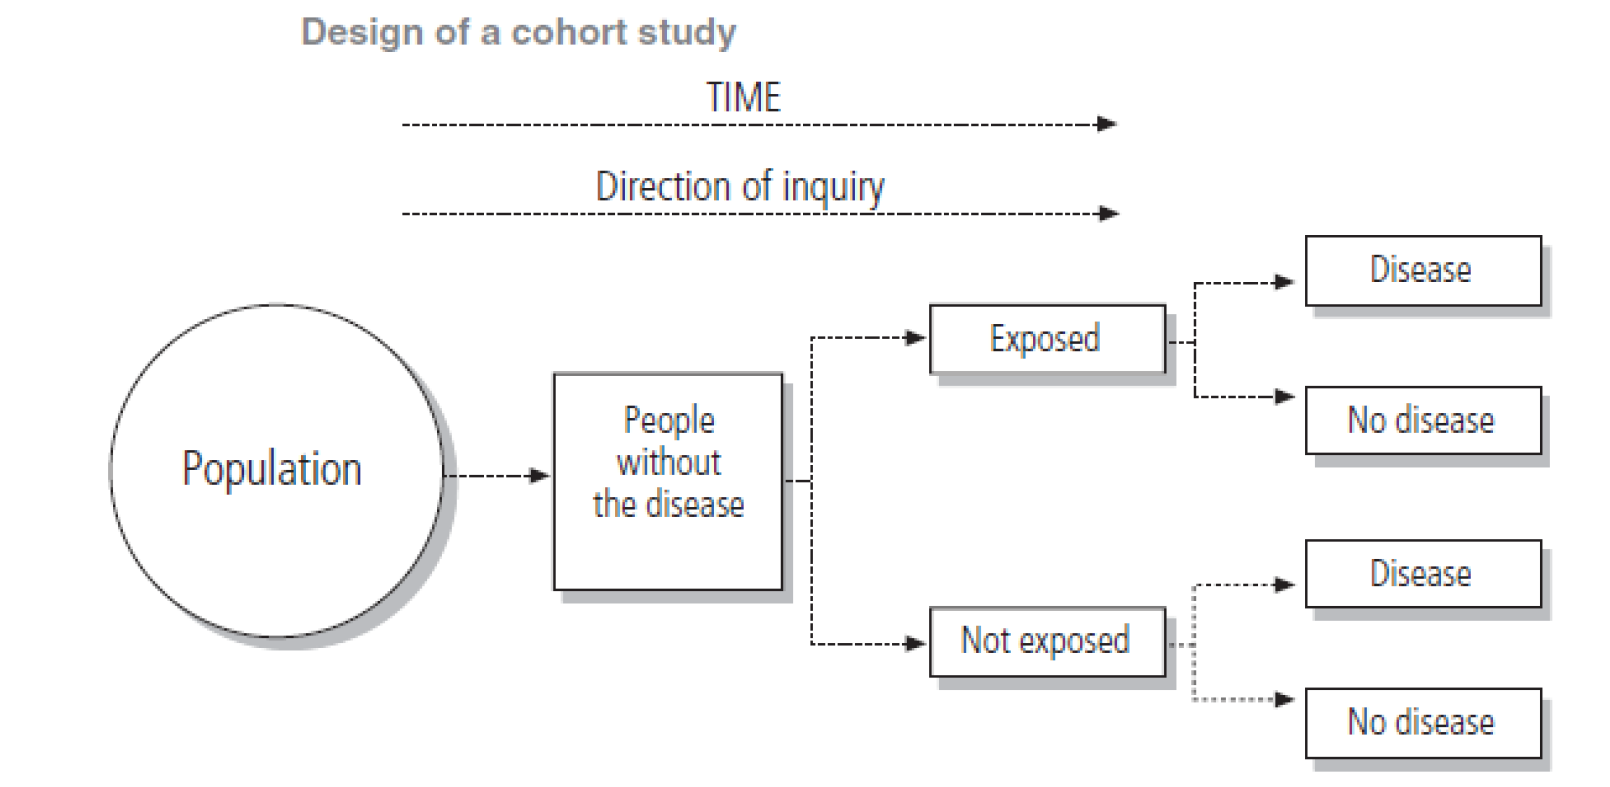 Design of a cohort study
TIME
Direction of inquiry
Population
People
without
the disease
Exposed
Disease
No disease
Not exposed
Disease
No disease